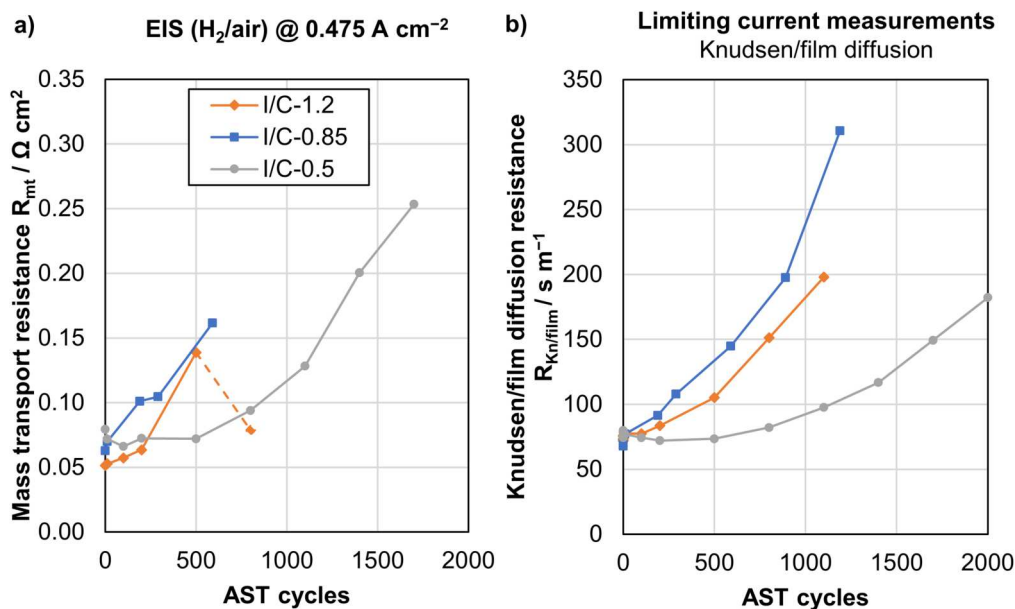 a)
EIS (H₂/air) @ 0.475 A cm⁻²
Mass transport resistance Rₘₜ / Ω cm²
0.35
0.30
0.25
0.20
0.15
0.10
0.05
0.00
I/C-1.2
I/C-0.85
I/C-0.5
0
500
1000
1500
2000
AST cycles
b)
Limiting current measurements
Knudsen/film diffusion
Knudsen/film diffusion resistance
R_Kn/film / s m⁻¹
350
300
250
200
150
100
50
0
0
500
1000
1500
2000
AST cycles